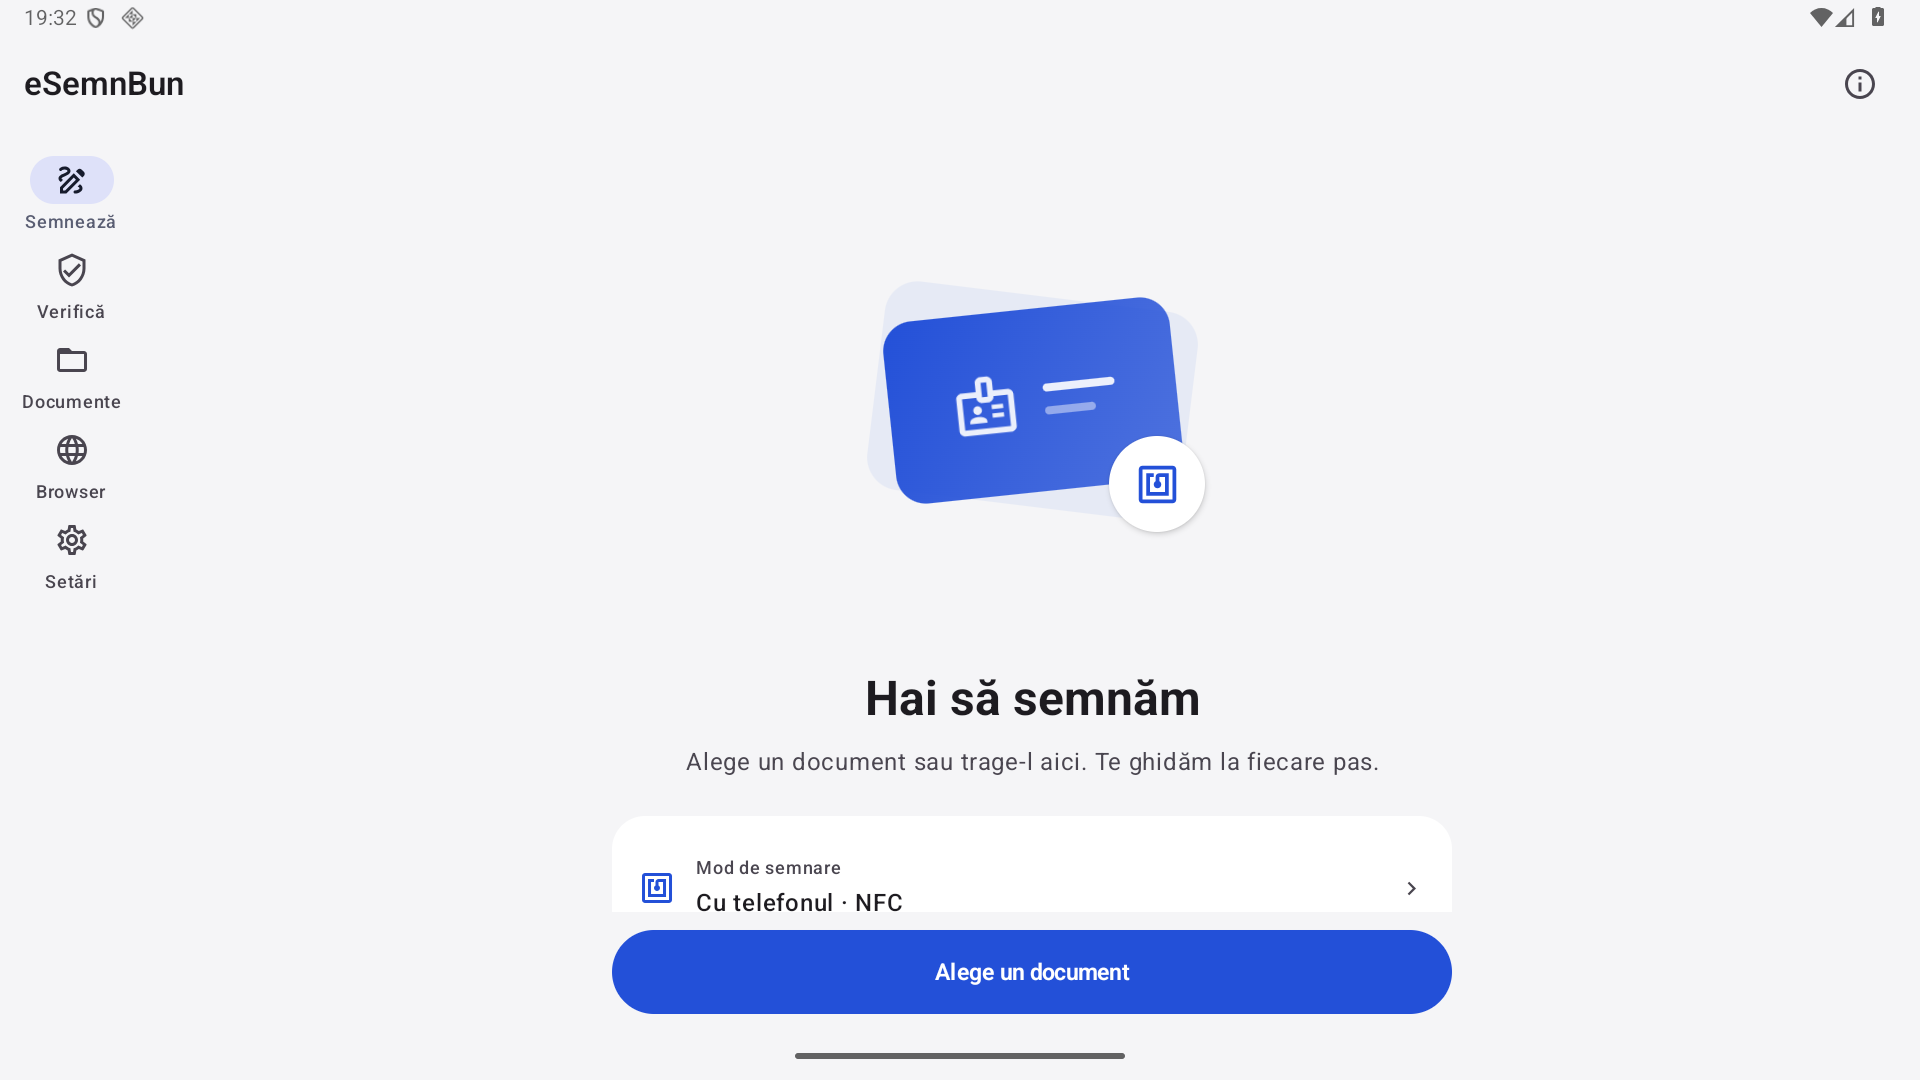 19:32
eSemnBun
Semnează
Verifică
Documente
Browser
Setări
Hai să semnăm
Alege un document sau trage-l aici. Te ghidăm la fiecare pas.
Mod de semnare
Cu telefonul · NFC
Alege un document